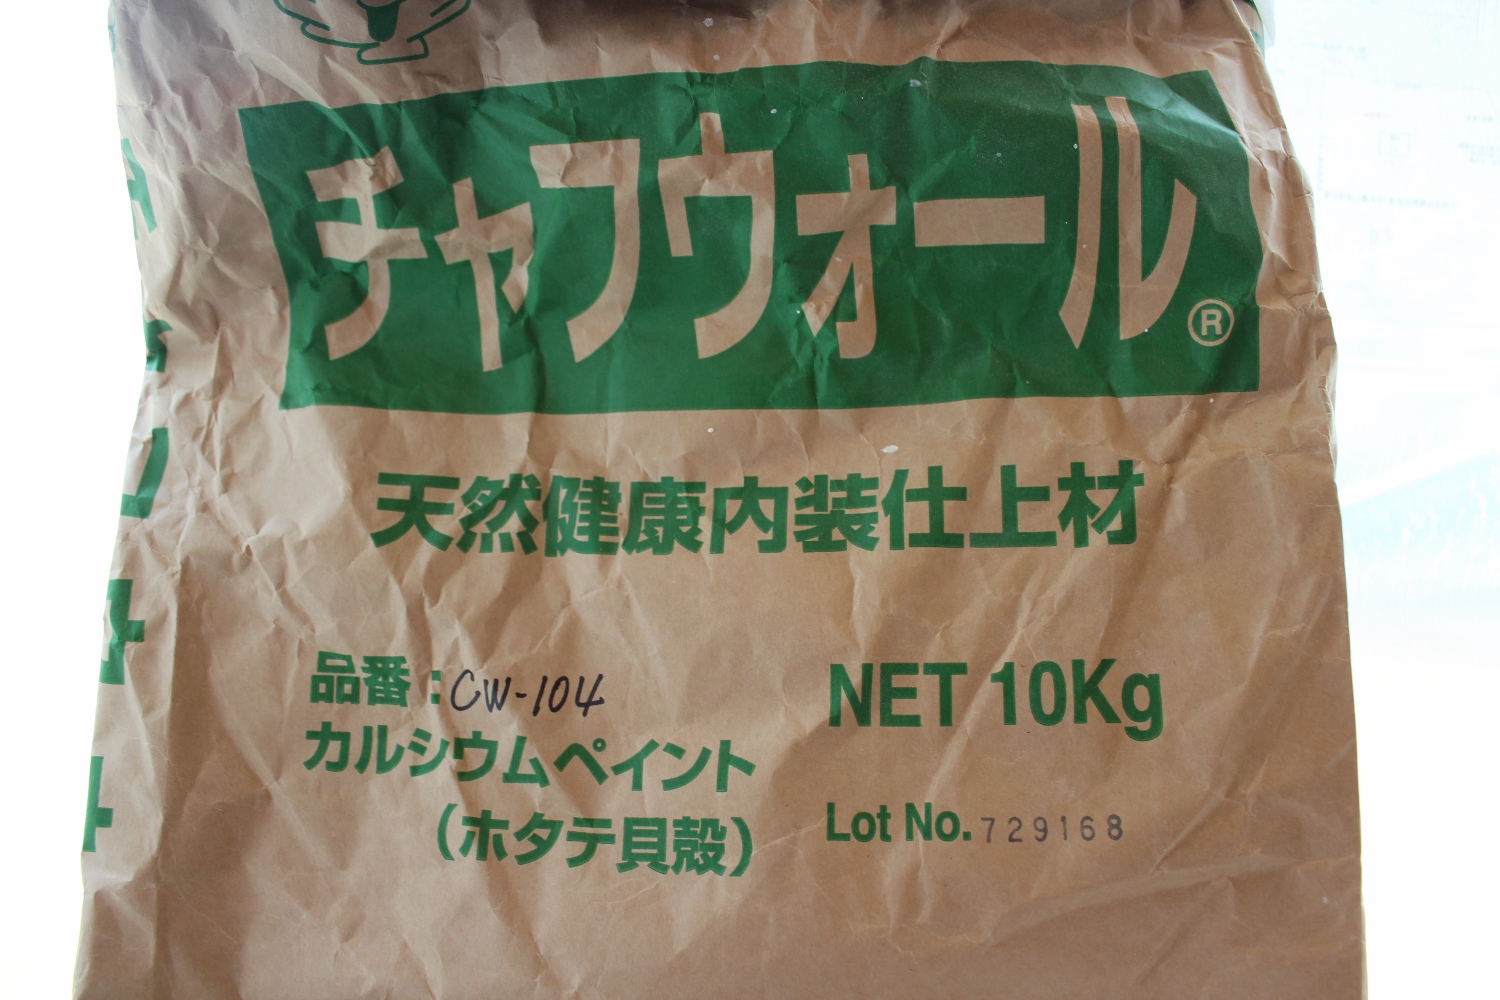 チャフウォール®
天然健康内装仕上材
品番：CW-104
カルシウムペイント
（ホタテ貝殻）
NET 10Kg
Lot No. 729168